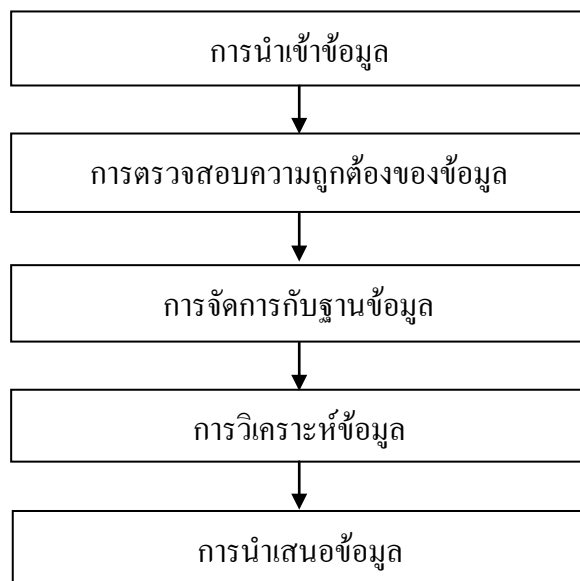 การนำเข้าข้อมูล
การตรวจสอบความถูกต้องของข้อมูล
การจัดการกับฐานข้อมูล
การวิเคราะห์ข้อมูล
การนำเสนอข้อมูล